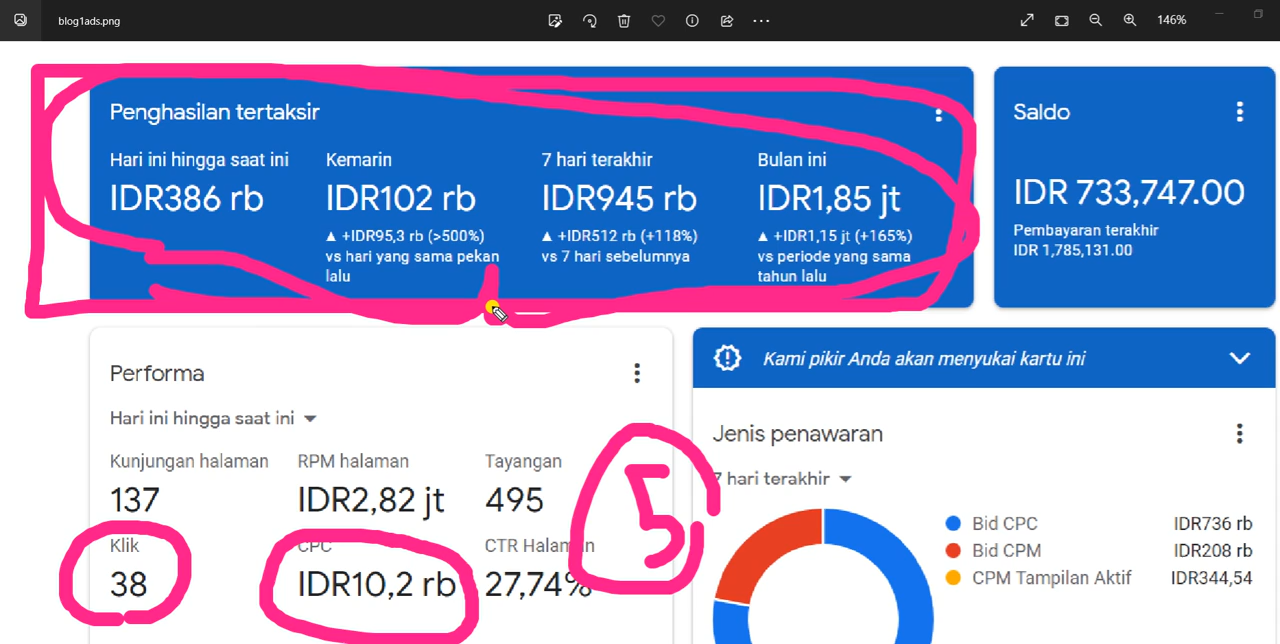 blog1ads.png
146%
Penghasilan tertaksir
Hari ini hingga saat ini
IDR386 rb
Kemarin
IDR102 rb
▲ +IDR95,3 rb (>500%)
vs hari yang sama pekan
lalu
7 hari terakhir
IDR945 rb
▲ +IDR512 rb (+118%)
vs 7 hari sebelumnya
Bulan ini
IDR1,85 jt
▲ +IDR1,15 jt (+165%)
vs periode yang sama
tahun lalu
Saldo
IDR 733,747.00
Pembayaran terakhir
IDR 1,785,131.00
Performa
Hari ini hingga saat ini
Kunjungan halaman
137
RPM halaman
IDR2,82 jt
Tayangan
495
Klik
38
CPC
IDR10,2 rb
CTR Halaman
27,74%
5
Kami pikir Anda akan menyukai kartu ini
Jenis penawaran
7 hari terakhir
Bid CPC IDR736 rb
Bid CPM IDR208 rb
CPM Tampilan Aktif IDR344,54